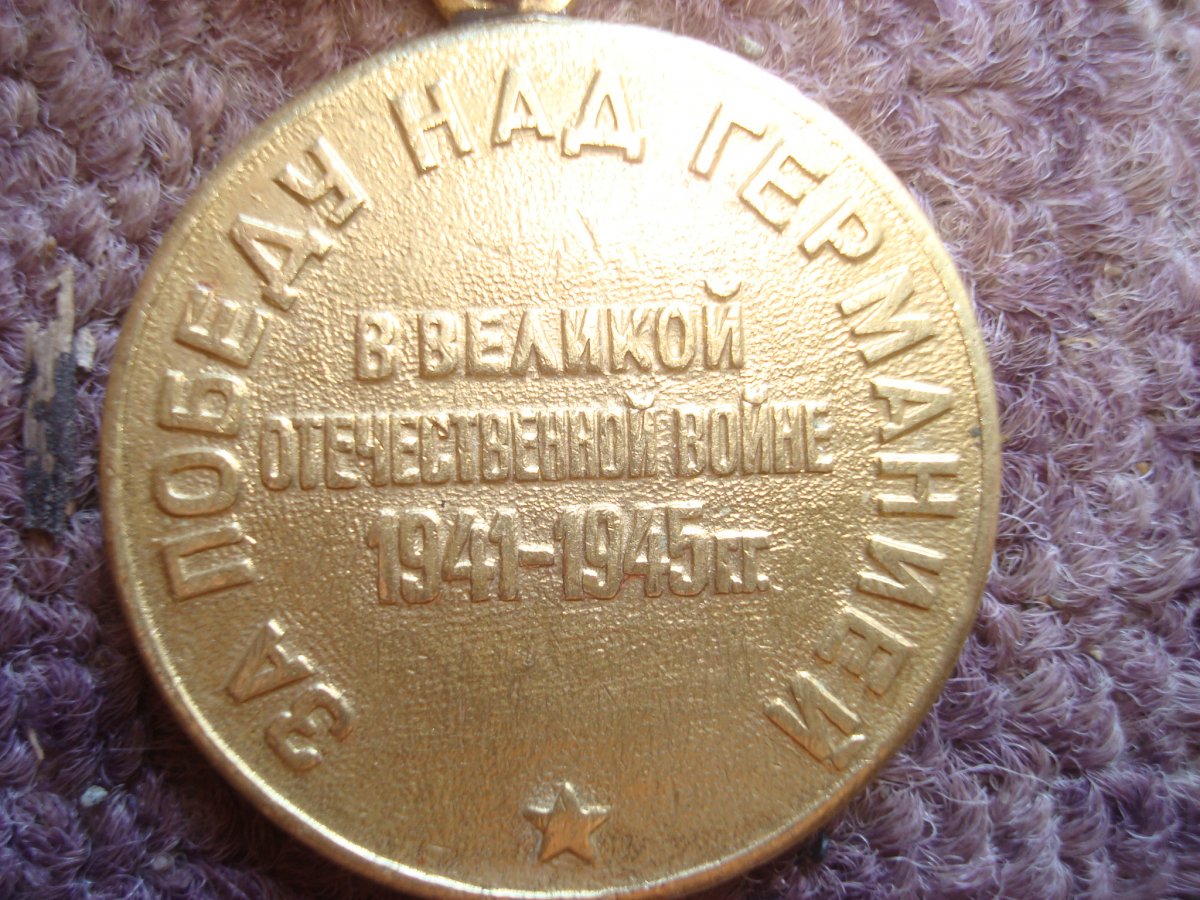 ЗА ПОБЕДУ НАД ГЕРМАНИЕЙ
В ВЕЛИКОЙ
ОТЕЧЕСТВЕННОЙ ВОЙНЕ
1941-1945гг.